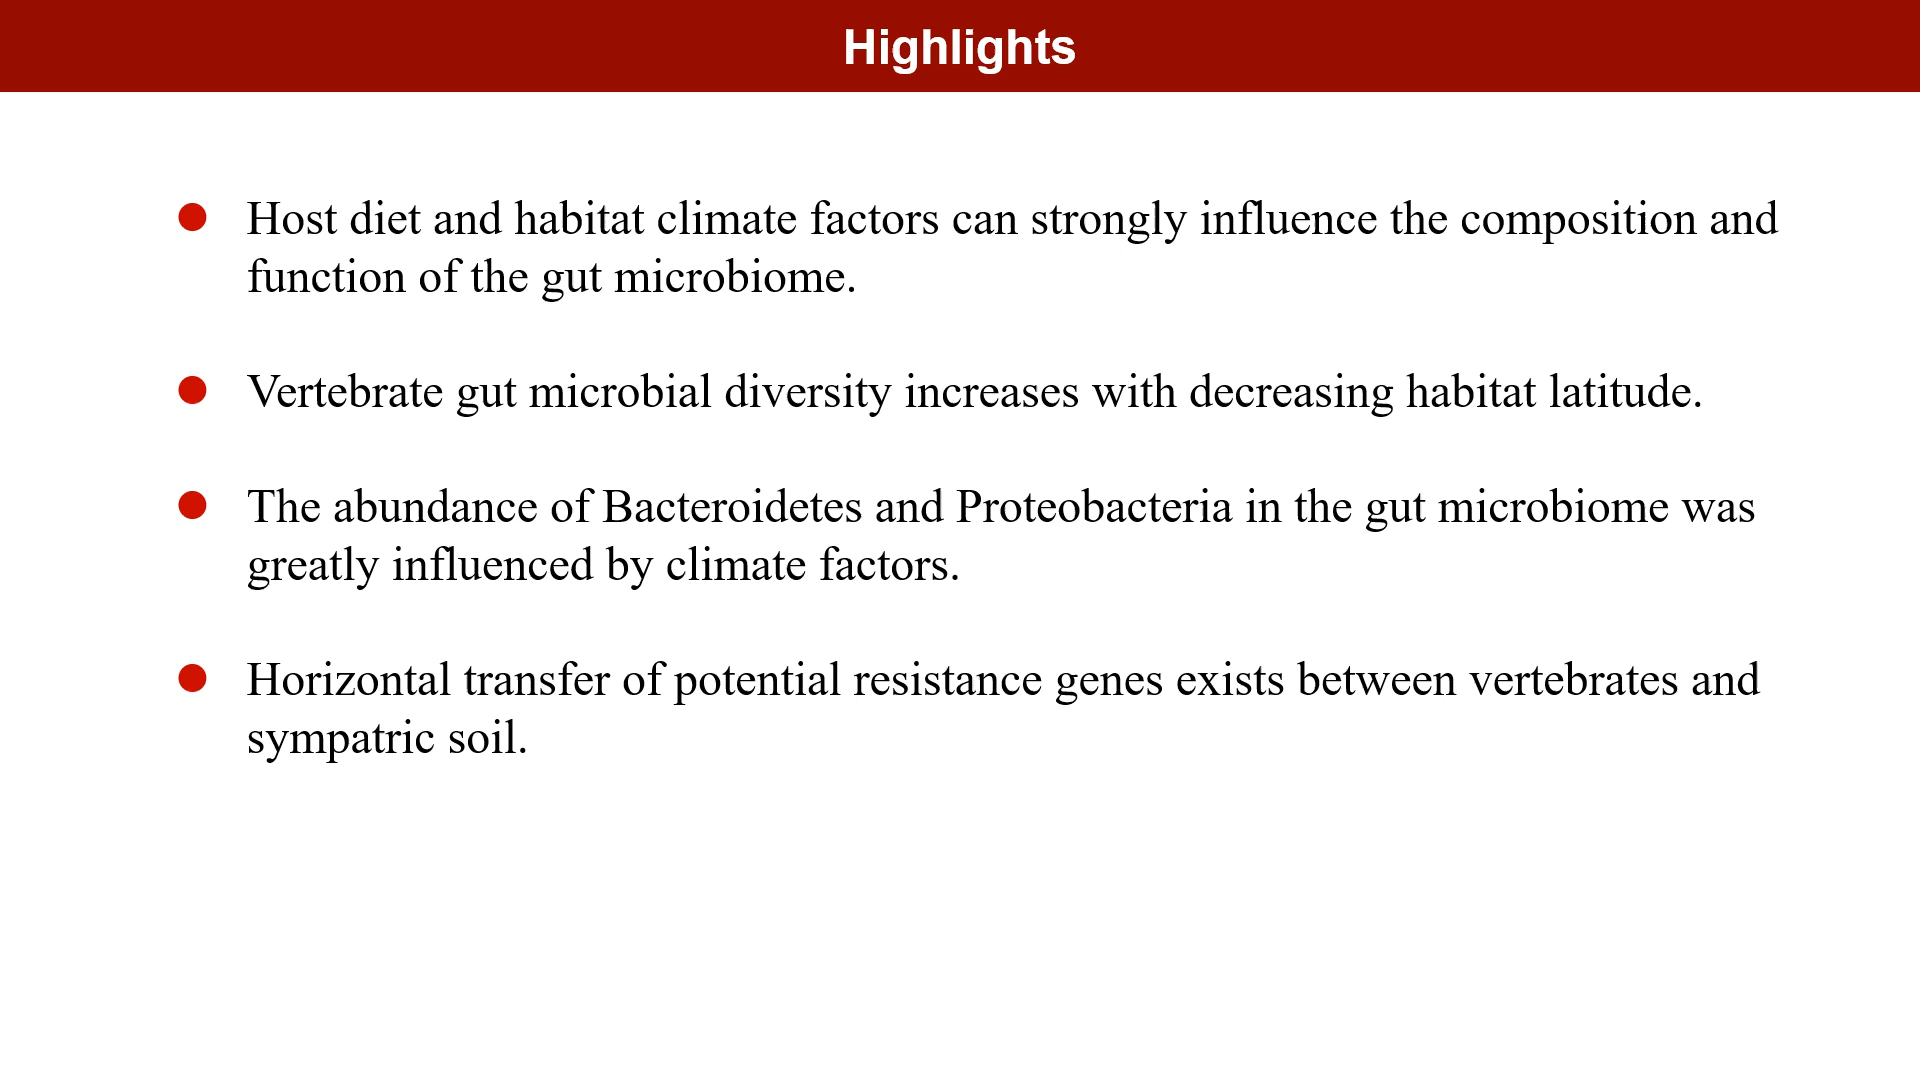 Highlights
● Host diet and habitat climate factors can strongly influence the composition and
function of the gut microbiome.
● Vertebrate gut microbial diversity increases with decreasing habitat latitude.
● The abundance of Bacteroidetes and Proteobacteria in the gut microbiome was
greatly influenced by climate factors.
● Horizontal transfer of potential resistance genes exists between vertebrates and
sympatric soil.